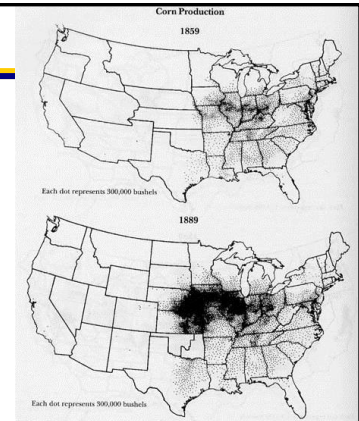 Corn Production
1859
Each dot represents 300,000 bushels
1889
Each dot represents 300,000 bushels